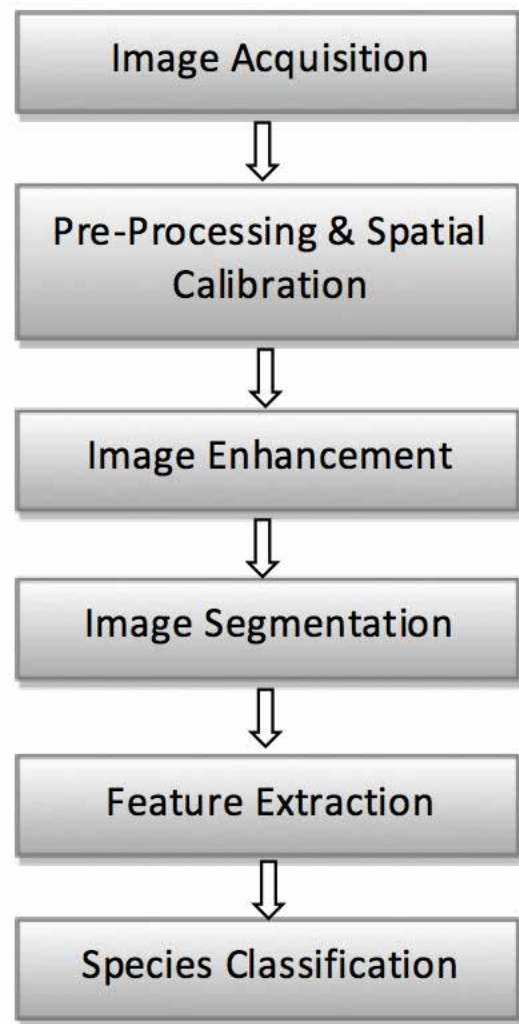 Image Acquisition
Pre-Processing & Spatial
Calibration
Image Enhancement
Image Segmentation
Feature Extraction
Species Classification